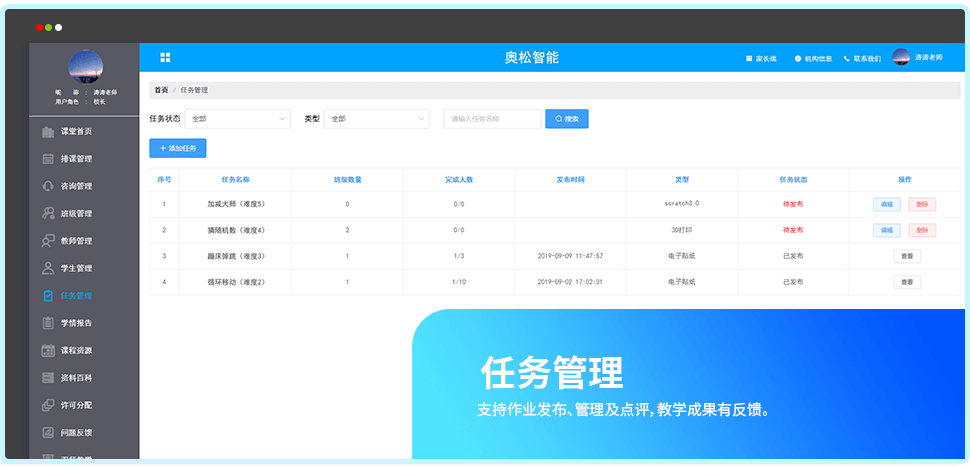 奥松智能
家长端 机构信息 联系我们 涛涛老师
昵 称 : 涛涛老师
用户角色 : 校长
课堂首页
排课管理
咨询管理
班级管理
教师管理
学生管理
任务管理
学情报告
课程资源
资料百科
许可分配
问题反馈
首页 / 任务管理
任务状态 全部 类型 全部 请输入任务名称 搜索
+ 添加任务
序号 任务名称 班级数量 完成人数 发布时间 类型 任务状态 操作
1 加减大师（难度5） 0 0/0 scratch3.0 待发布 编辑 删除
2 猜随机数（难度4） 2 0/0 3D打印 待发布 编辑 删除
3 蹦床弹跳（难度3） 1 1/3 2019-09-09 11:47:57 电子贴纸 已发布 查看
4 循环移动（难度2） 1 1/10 2019-09-02 17:02:31 电子贴纸 已发布 查看
任务管理
支持作业发布、管理及点评,教学成果有反馈。